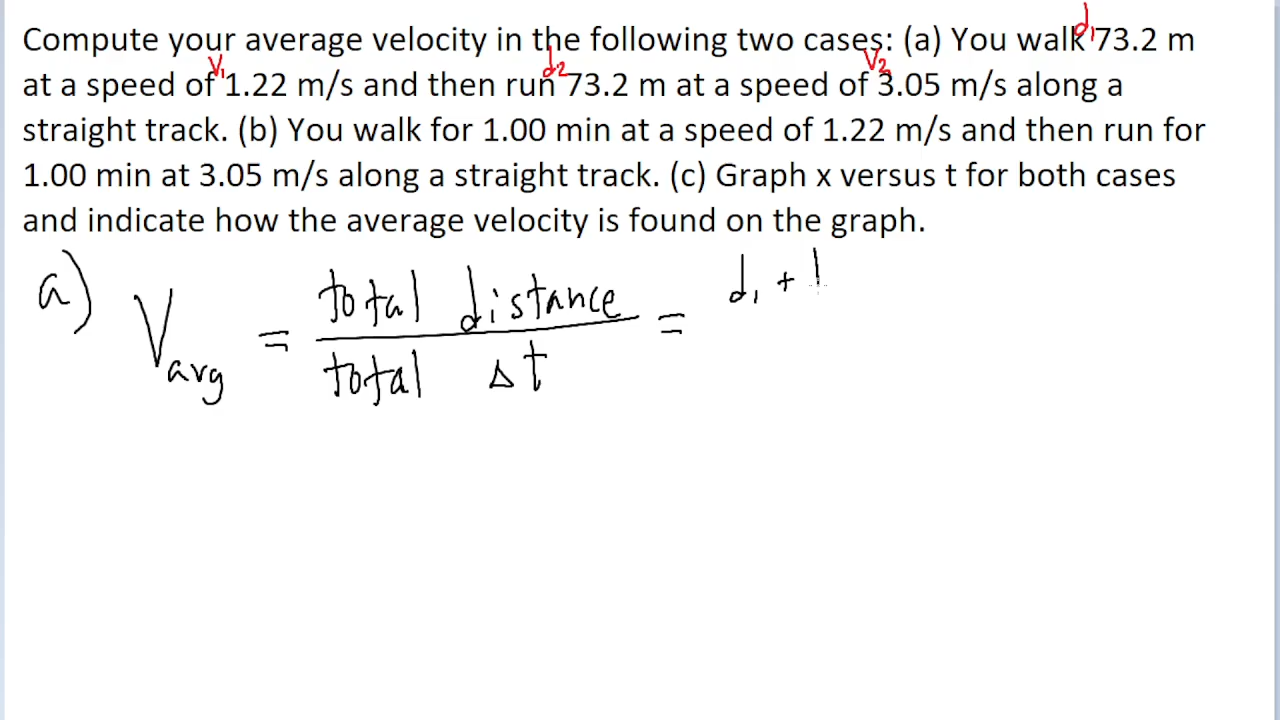 Compute your average velocity in the following two cases: (a) You walk d₁ 73.2 m
at a speed of v₁ 1.22 m/s and then run d₂ 73.2 m at a speed of v₂ 3.05 m/s along a
straight track. (b) You walk for 1.00 min at a speed of 1.22 m/s and then run for
1.00 min at 3.05 m/s along a straight track. (c) Graph x versus t for both cases
and indicate how the average velocity is found on the graph.
a) Vavg = total distance / total Δt = d₁ +